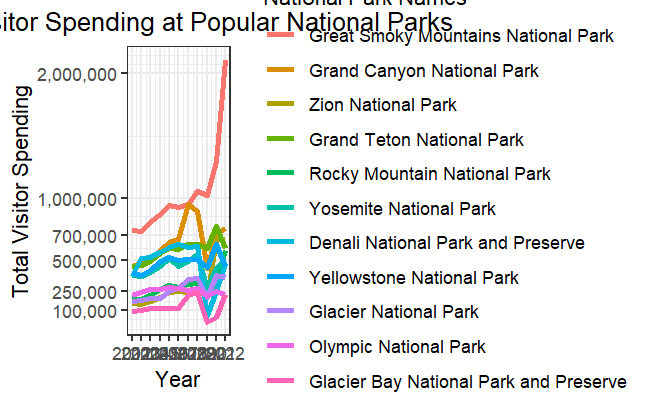 National Park Names
Visitor Spending at Popular National Parks
Great Smoky Mountains National Park
Grand Canyon National Park
Zion National Park
Grand Teton National Park
Rocky Mountain National Park
Yosemite National Park
Denali National Park and Preserve
Yellowstone National Park
Glacier National Park
Olympic National Park
Glacier Bay National Park and Preserve
Total Visitor Spending
2,000,000
1,000,000
700,000
500,000
250,000
100,000
Year